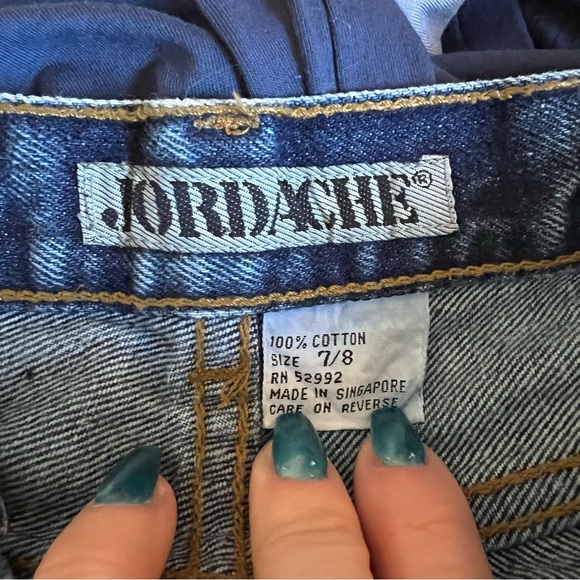 JORDACHE®
100% COTTON
SIZE 7/8
RN 52992
MADE IN SINGAPORE
CARE ON REVERSE